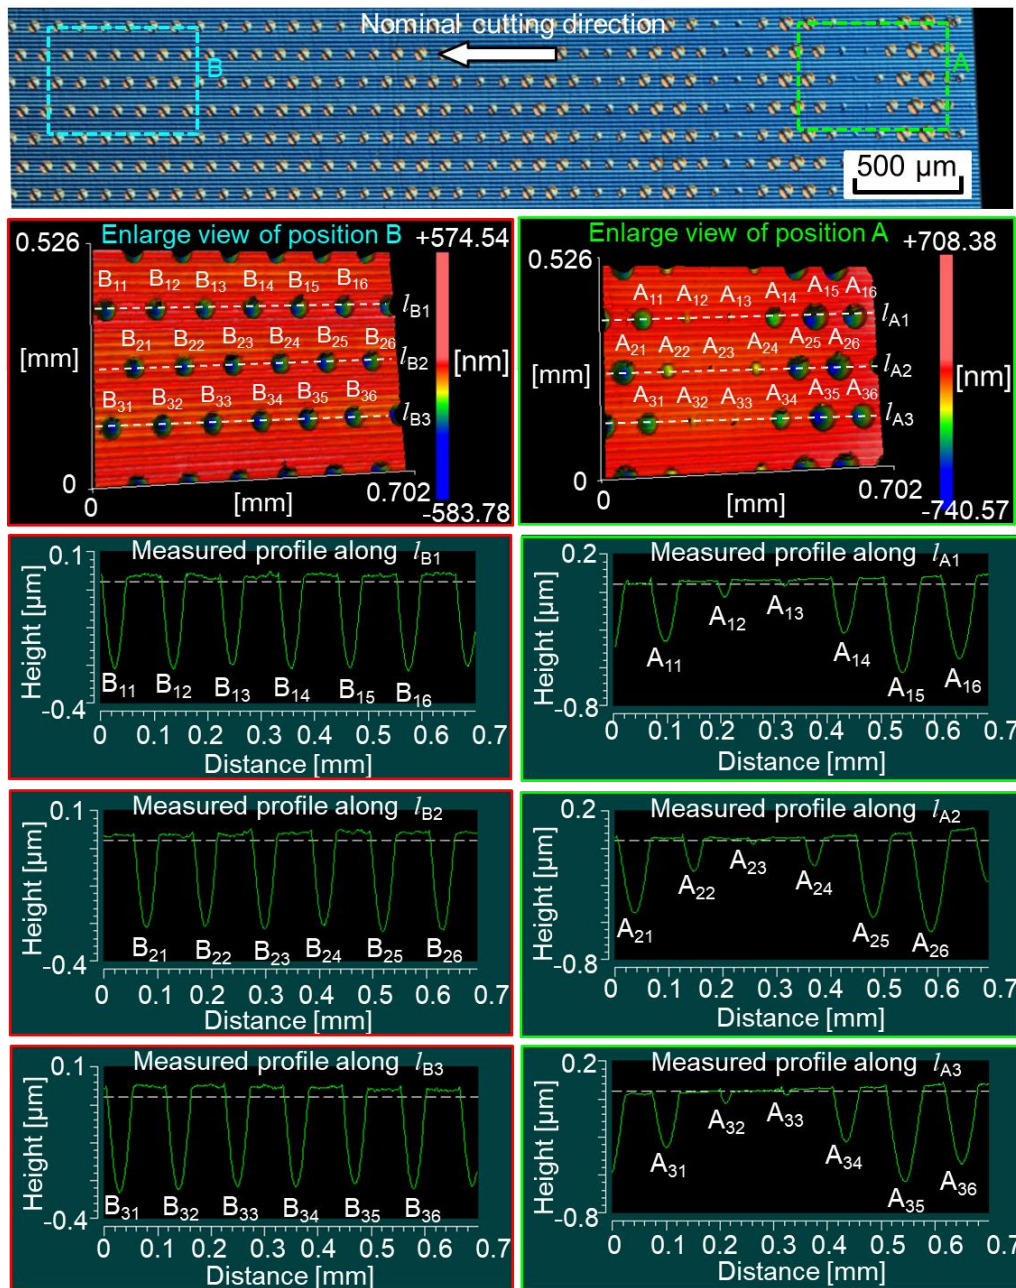 Nominal cutting direction
B
A
500 µm
Enlarge view of position B
+574.54
0.526
B11 B12 B13 B14 B15 B16
lB1
B21 B22 B23 B24 B25 B26
lB2
[mm]
[nm]
B31 B32 B33 B34 B35 B36
lB3
0
0.702
0
[mm]
-583.78
Enlarge view of position A
+708.38
0.526
A11 A12 A13 A14 A15 A16
lA1
A21 A22 A23 A24 A25 A26
lA2
[mm]
[nm]
A31 A32 A33 A34 A35 A36
lA3
0
0.702
0
[mm]
-740.57
Measured profile along lB1
0.1
Height [µm]
-0.4
B11 B12 B13 B14 B15 B16
0 0.1 0.2 0.3 0.4 0.5 0.6 0.7
Distance [mm]
Measured profile along lA1
0.2
Height [µm]
-0.8
A11 A12 A13 A14 A15 A16
0 0.1 0.2 0.3 0.4 0.5 0.6 0.7
Distance [mm]
Measured profile along lB2
0.1
Height [µm]
-0.4
B21 B22 B23 B24 B25 B26
0 0.1 0.2 0.3 0.4 0.5 0.6 0.7
Distance [mm]
Measured profile along lA2
0.2
Height [µm]
-0.8
A21 A22 A23 A24 A25 A26
0 0.1 0.2 0.3 0.4 0.5 0.6 0.7
Distance [mm]
Measured profile along lB3
0.1
Height [µm]
-0.4
B31 B32 B33 B34 B35 B36
0 0.1 0.2 0.3 0.4 0.5 0.6 0.7
Distance [mm]
Measured profile along lA3
0.2
Height [µm]
-0.8
A31 A32 A33 A34 A35 A36
0 0.1 0.2 0.3 0.4 0.5 0.6 0.7
Distance [mm]